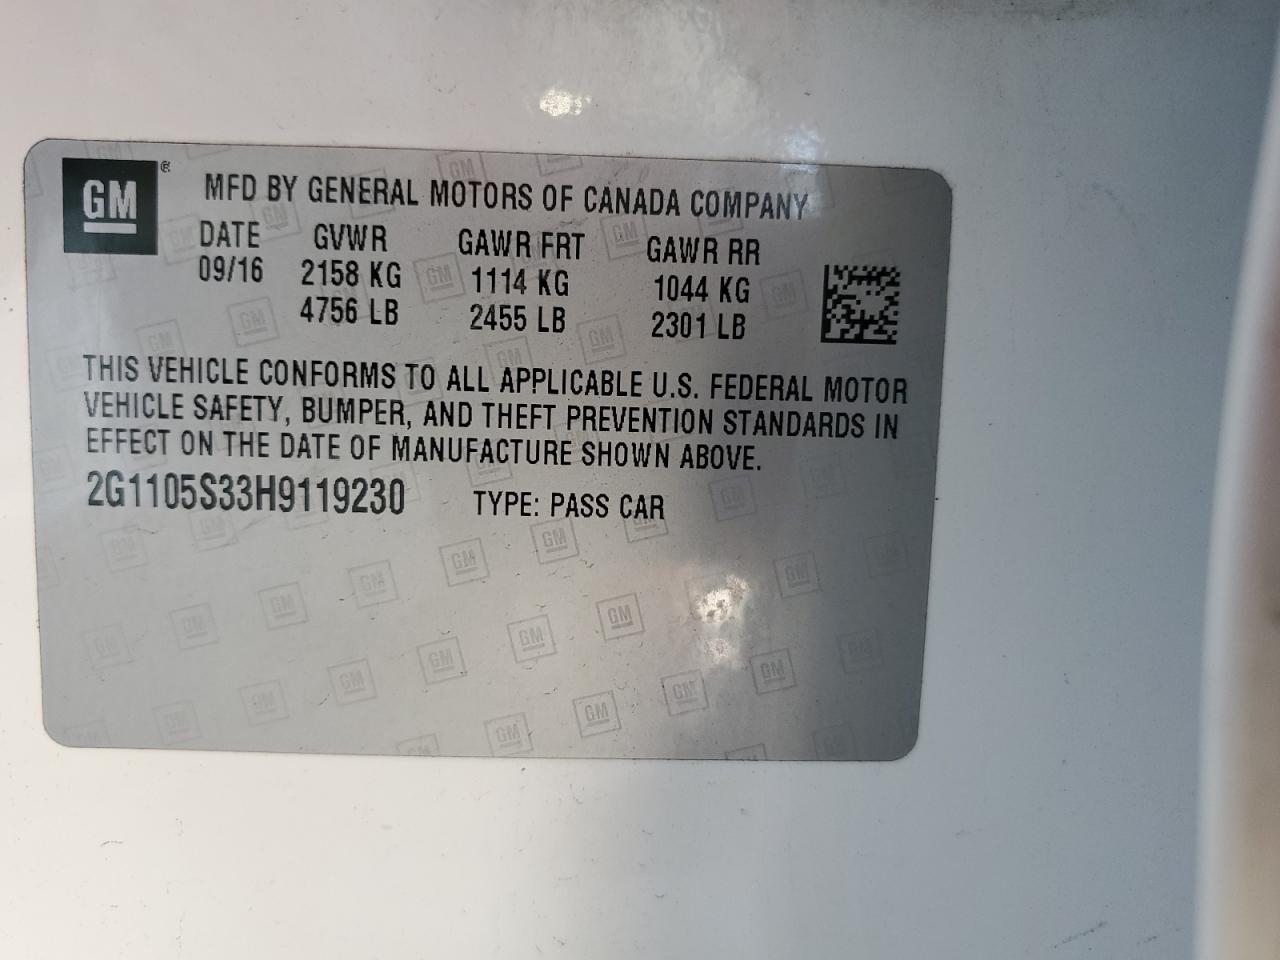 GM®
MFD BY GENERAL MOTORS OF CANADA COMPANY
DATE GVWR GAWR FRT GAWR RR
09/16 2158 KG 1114 KG 1044 KG
4756 LB 2455 LB 2301 LB
THIS VEHICLE CONFORMS TO ALL APPLICABLE U.S. FEDERAL MOTOR
VEHICLE SAFETY, BUMPER, AND THEFT PREVENTION STANDARDS IN
EFFECT ON THE DATE OF MANUFACTURE SHOWN ABOVE.
2G1105S33H9119230 TYPE: PASS CAR